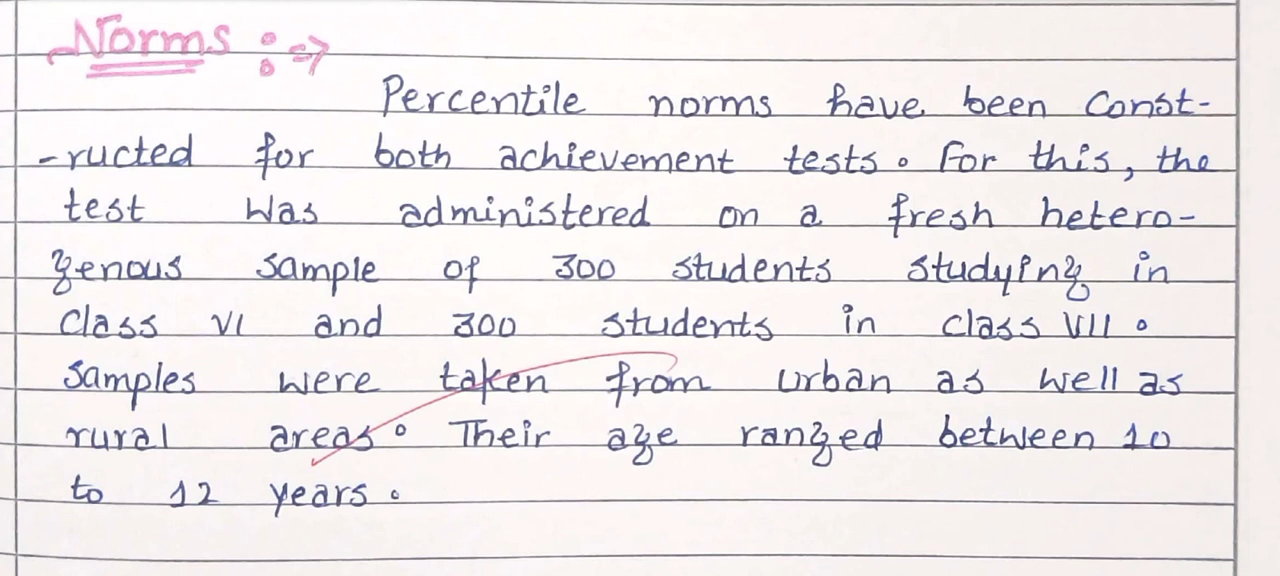 Norms :⇒
Percentile norms have been Const-
-ructed for both achievement tests. For this, the
test was administered on a fresh hetero-
genous sample of 300 students studying in
Class VI and 300 students in class VII.
Samples were taken from Urban as well as
rural areas. Their age ranged between 10
to 12 years.